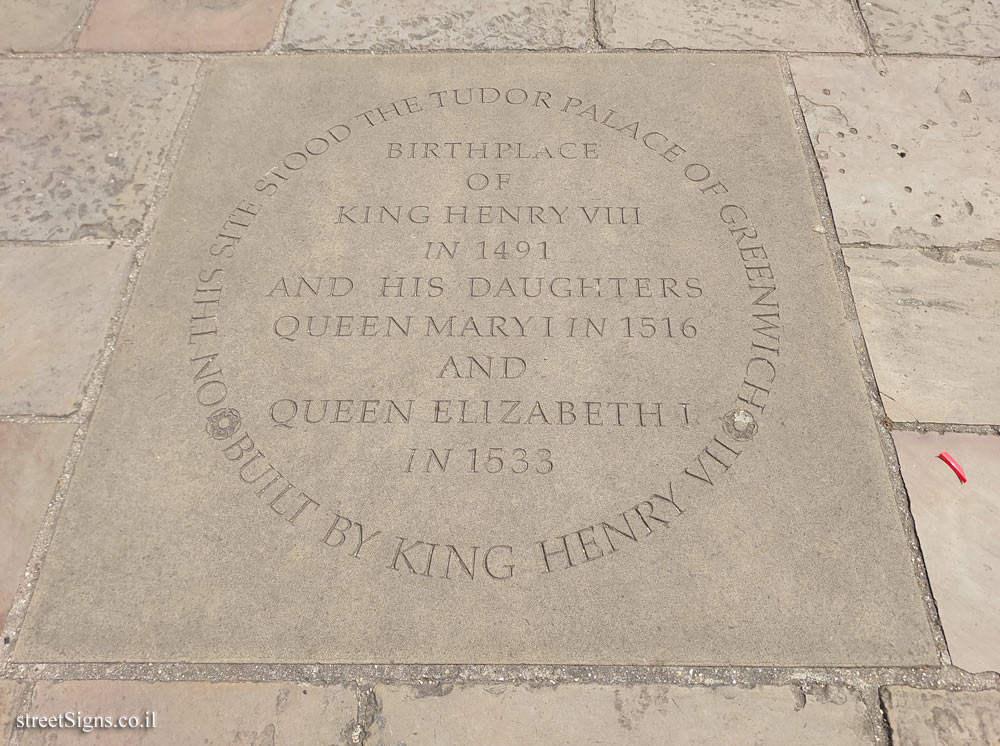 ON THIS SITE STOOD THE TUDOR PALACE OF GREENWICH
BIRTHPLACE
OF
KING HENRY VIII
IN 1491
AND HIS DAUGHTERS
QUEEN MARY I IN 1516
AND
QUEEN ELIZABETH I
IN 1533
BUILT BY KING HENRY VII
streetSigns.co.il